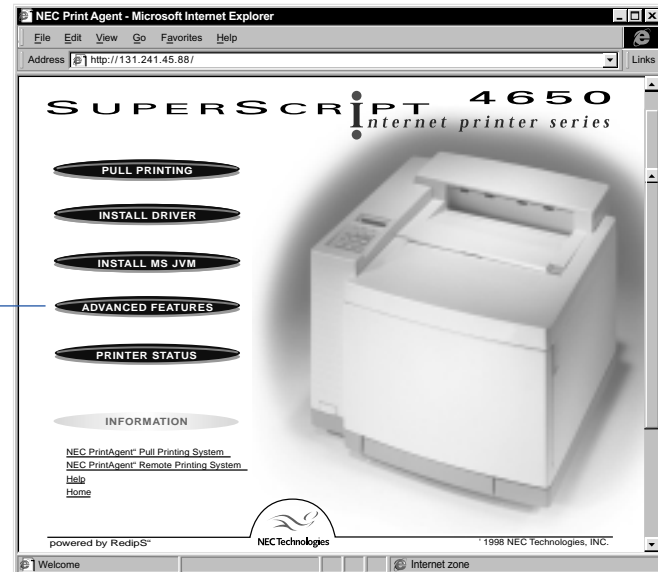 NEC Print Agent - Microsoft Internet Explorer
File Edit View Go Favorites Help
Address http://131.241.45.88/ Links
SUPERSCRiPT 4650
internet printer series
PULL PRINTING
INSTALL DRIVER
INSTALL MS JVM
ADVANCED FEATURES
PRINTER STATUS
INFORMATION
NEC PrintAgent“ Pull Printing System
NEC PrintAgent“ Remote Printing System
Help
Home
NEC Technologies
powered by RedipS“
' 1998 NEC Technologies, INC.
Welcome Internet zone